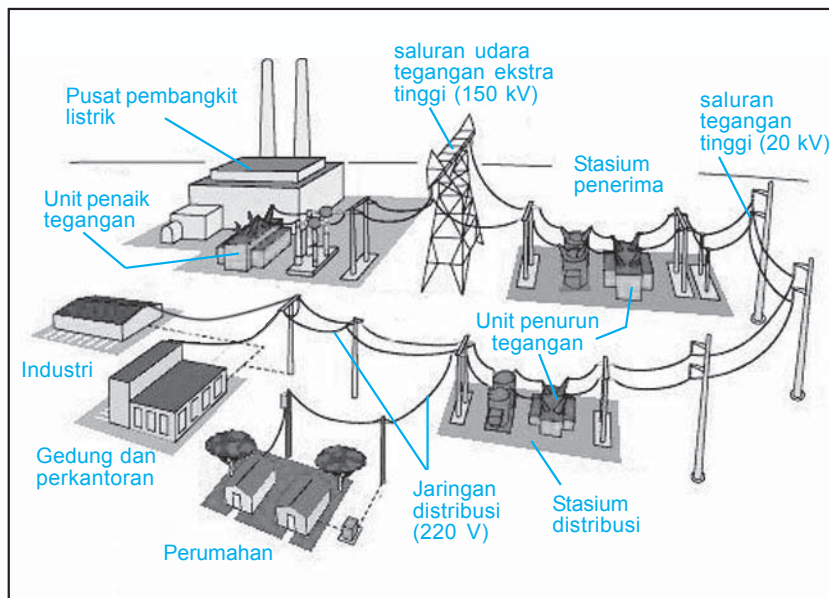 saluran udara
tegangan ekstra
tinggi (150 kV)
Pusat pembangkit
listrik
saluran
tegangan
tinggi (20 kV)
Stasium
penerima
Unit penaik
tegangan
Unit penurun
tegangan
Industri
Gedung dan
perkantoran
Jaringan
distribusi
(220 V)
Stasium
distribusi
Perumahan